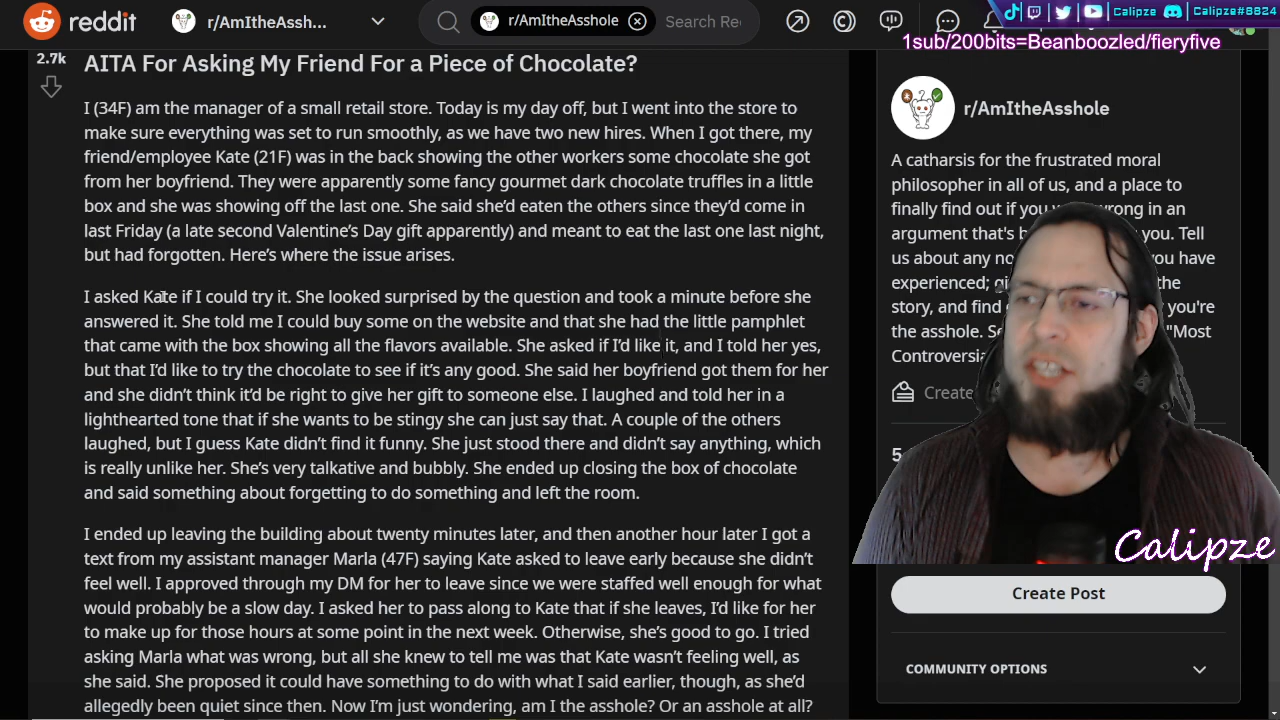 reddit
r/AmItheAssh...
r/AmItheAsshole
Search Re
Calipze
Calipze#8824
1sub/200bits=Beanboozled/fieryfive
2.7k
AITA For Asking My Friend For a Piece of Chocolate?
I (34F) am the manager of a small retail store. Today is my day off, but I went into the store to
make sure everything was set to run smoothly, as we have two new hires. When I got there, my
friend/employee Kate (21F) was in the back showing the other workers some chocolate she got
from her boyfriend. They were apparently some fancy gourmet dark chocolate truffles in a little
box and she was showing off the last one. She said she'd eaten the others since they'd come in
last Friday (a late second Valentine's Day gift apparently) and meant to eat the last one last night,
but had forgotten. Here's where the issue arises.
I asked Kate if I could try it. She looked surprised by the question and took a minute before she
answered it. She told me I could buy some on the website and that she had the little pamphlet
that came with the box showing all the flavors available. She asked if I'd like it, and I told her yes,
but that I'd like to try the chocolate to see if it's any good. She said her boyfriend got them for her
and she didn't think it'd be right to give her gift to someone else. I laughed and told her in a
lighthearted tone that if she wants to be stingy she can just say that. A couple of the others
laughed, but I guess Kate didn't find it funny. She just stood there and didn't say anything, which
is really unlike her. She's very talkative and bubbly. She ended up closing the box of chocolate
and said something about forgetting to do something and left the room.
I ended up leaving the building about twenty minutes later, and then another hour later I got a
text from my assistant manager Marla (47F) saying Kate asked to leave early because she didn't
feel well. I approved through my DM for her to leave since we were staffed well enough for what
would probably be a slow day. I asked her to pass along to Kate that if she leaves, I'd like for her
to make up for those hours at some point in the next week. Otherwise, she's good to go. I tried
asking Marla what was wrong, but all she knew to tell me was that Kate wasn't feeling well, as
she said. She proposed it could have something to do with what I said earlier, though, as she'd
allegedly been quiet since then. Now I'm just wondering, am I the asshole? Or an asshole at all?
r/AmItheAsshole
A catharsis for the frustrated moral
philosopher in all of us, and a place to
finally find out if you wrong in an
argument that's you. Tell
us about any you have
experienced; the
story, and find you're
the asshole. "Most
Controversia
Create
5
Calipze
Create Post
COMMUNITY OPTIONS